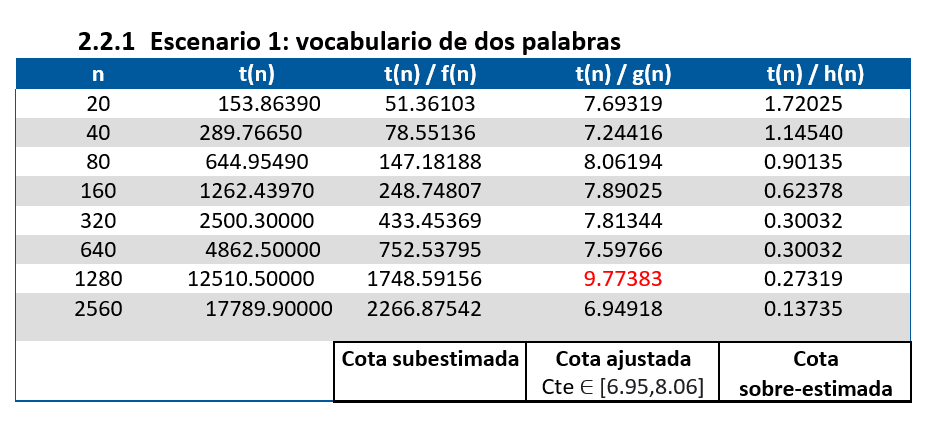 2.2.1 Escenario 1: vocabulario de dos palabras
n t(n) t(n) / f(n) t(n) / g(n) t(n) / h(n)
20 153.86390 51.36103 7.69319 1.72025
40 289.76650 78.55136 7.24416 1.14540
80 644.95490 147.18188 8.06194 0.90135
160 1262.43970 248.74807 7.89025 0.62378
320 2500.30000 433.45369 7.81344 0.30032
640 4862.50000 752.53795 7.59766 0.30032
1280 12510.50000 1748.59156 9.77383 0.27319
2560 17789.90000 2266.87542 6.94918 0.13735
Cota subestimada Cota ajustada Cota
Cte ∈ [6.95,8.06] sobre-estimada